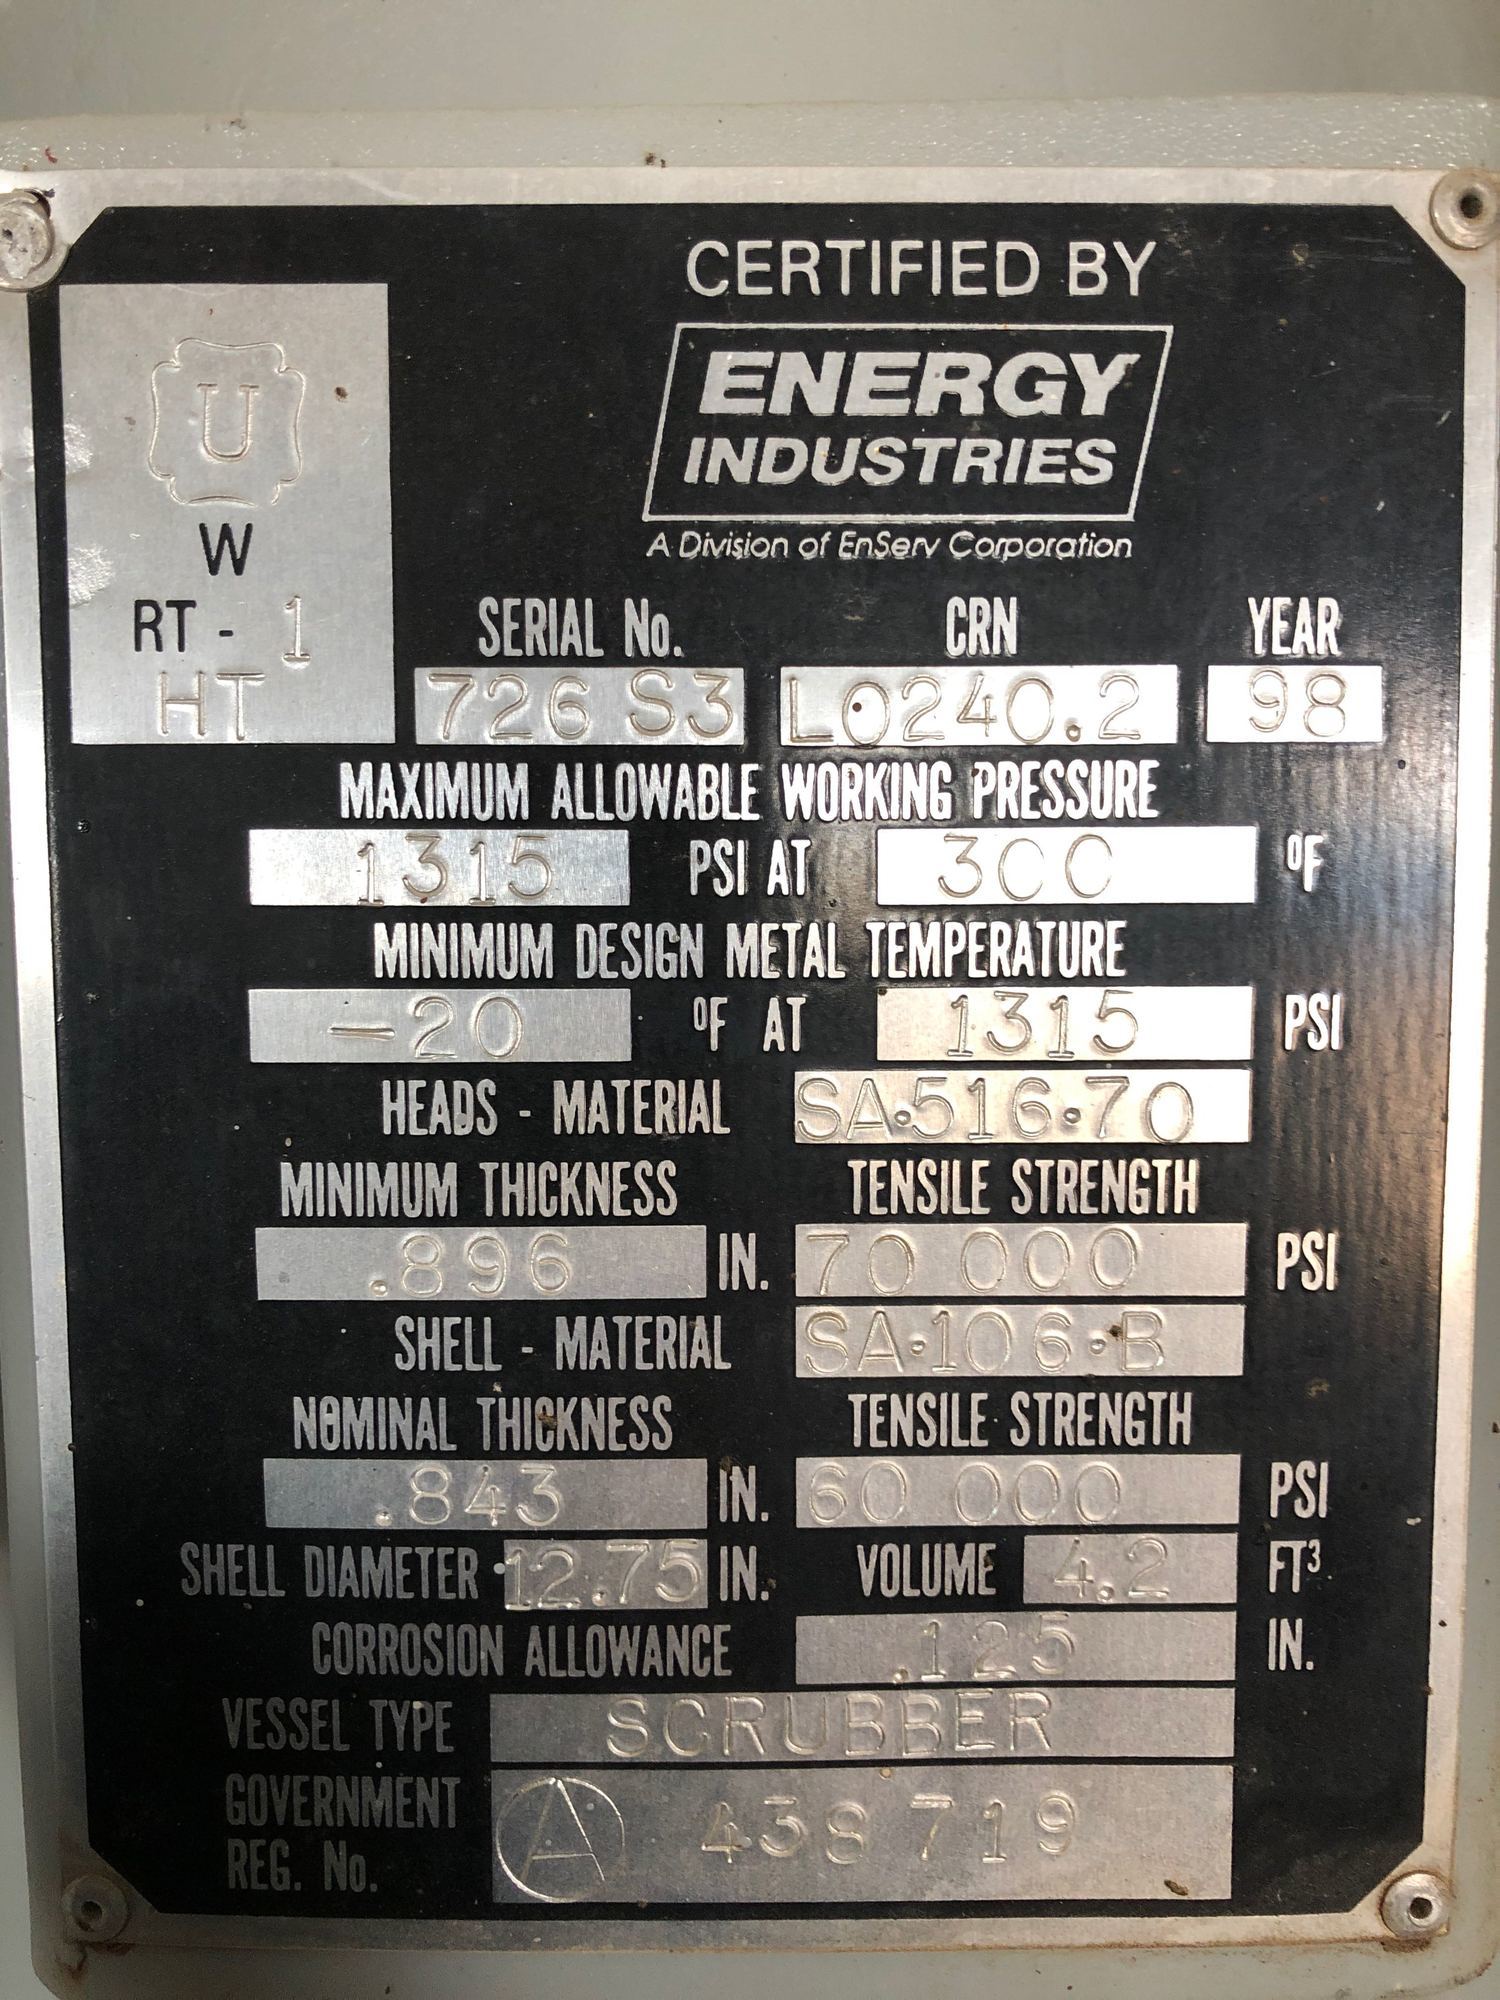 CERTIFIED BY
ENERGY
INDUSTRIES
A Division of EnServ Corporation
U
W
RT - 1
HT
SERIAL No. CRN YEAR
726 S3 L0240.2 98
MAXIMUM ALLOWABLE WORKING PRESSURE
1315 PSI AT 300 ºF
MINIMUM DESIGN METAL TEMPERATURE
-20 ºF AT 1315 PSI
HEADS - MATERIAL SA·516·70
MINIMUM THICKNESS TENSILE STRENGTH
.896 IN. 70 000 PSI
SHELL - MATERIAL SA·106·B
NOMINAL THICKNESS TENSILE STRENGTH
.843 IN. 60 000 PSI
SHELL DIAMETER 12.75 IN. VOLUME 4.2 FT³
CORROSION ALLOWANCE .125 IN.
VESSEL TYPE SCRUBBER
GOVERNMENT
REG. No. A 438719